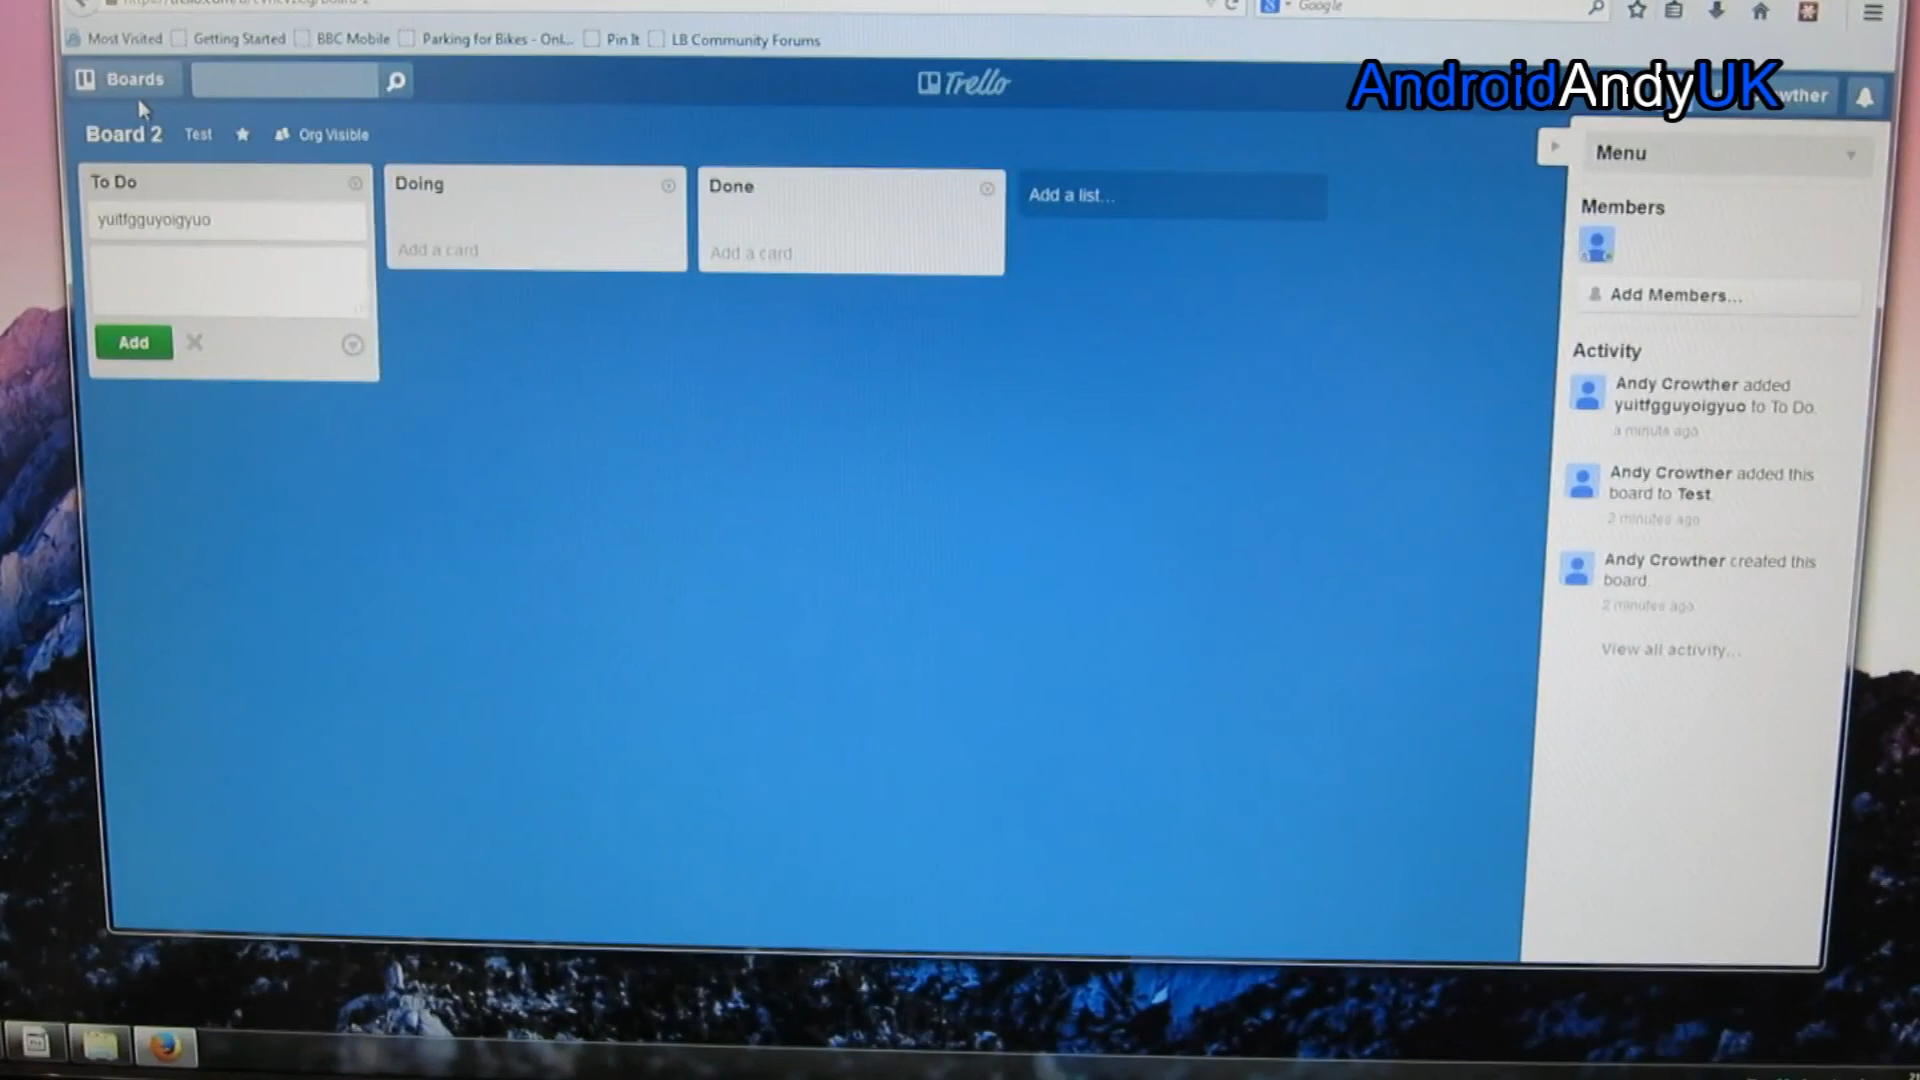 Google
Most Visited Getting Started BBC Mobile Parking for Bikes - Onl... Pin It LB Community Forums
Boards
Trello
AndroidAndyUK
wther
Board 2 Test Org Visible
Menu
To Do
Doing
Done
Add a list...
yuitfgguyoigyuo
Add a card
Add a card
Add
Members
Add Members...
Activity
Andy Crowther added
yuitfgguyoigyuo to To Do.
a minute ago
Andy Crowther added this
board to Test
2 minutes ago
Andy Crowther created this
board.
2 minutes ago
View all activity...